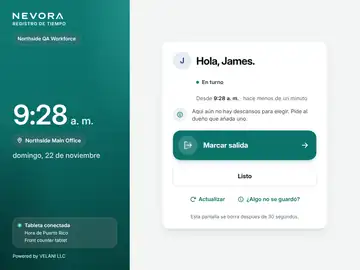 NEVORA
REGISTRO DE TIEMPO
Northside QA Workforce
9:28 a. m.
Northside Main Office
domingo, 22 de noviembre
Tableta conectada
Hora de Puerto Rico
Front counter tablet
Powered by VELANI LLC
J
Hola, James.
En turno
Desde 9:28 a. m. hace menos de un minuto
Aquí aún no hay descansos para elegir. Pide al
dueño que añada uno.
Marcar salida
Listo
Actualizar
¿Algo no se guardó?
Esta pantalla se borra después de 30 segundos.